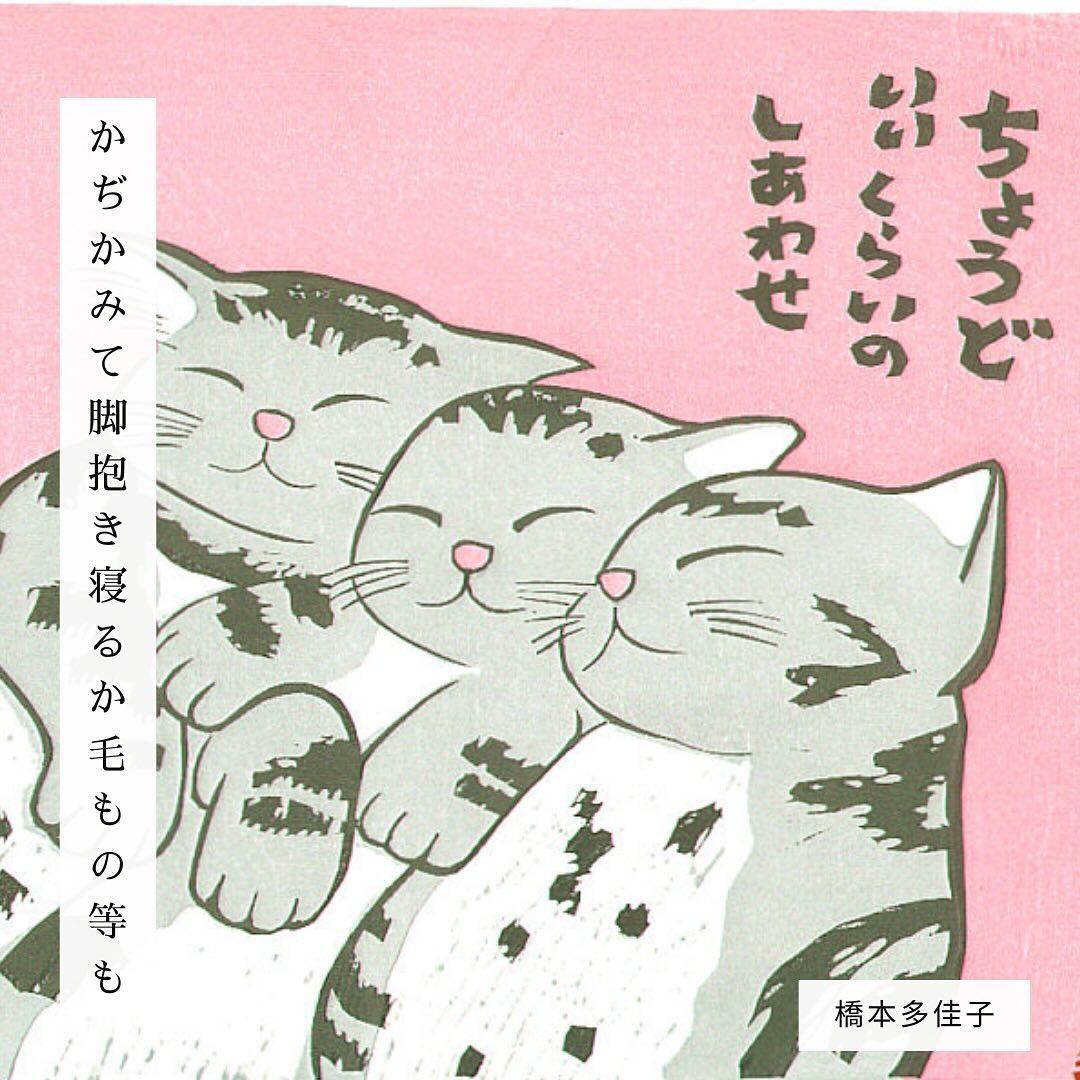 ちょうど
いい くらいの
しあわせ
かぢかみて脚抱き寝るか毛もの等も
橋本多佳子